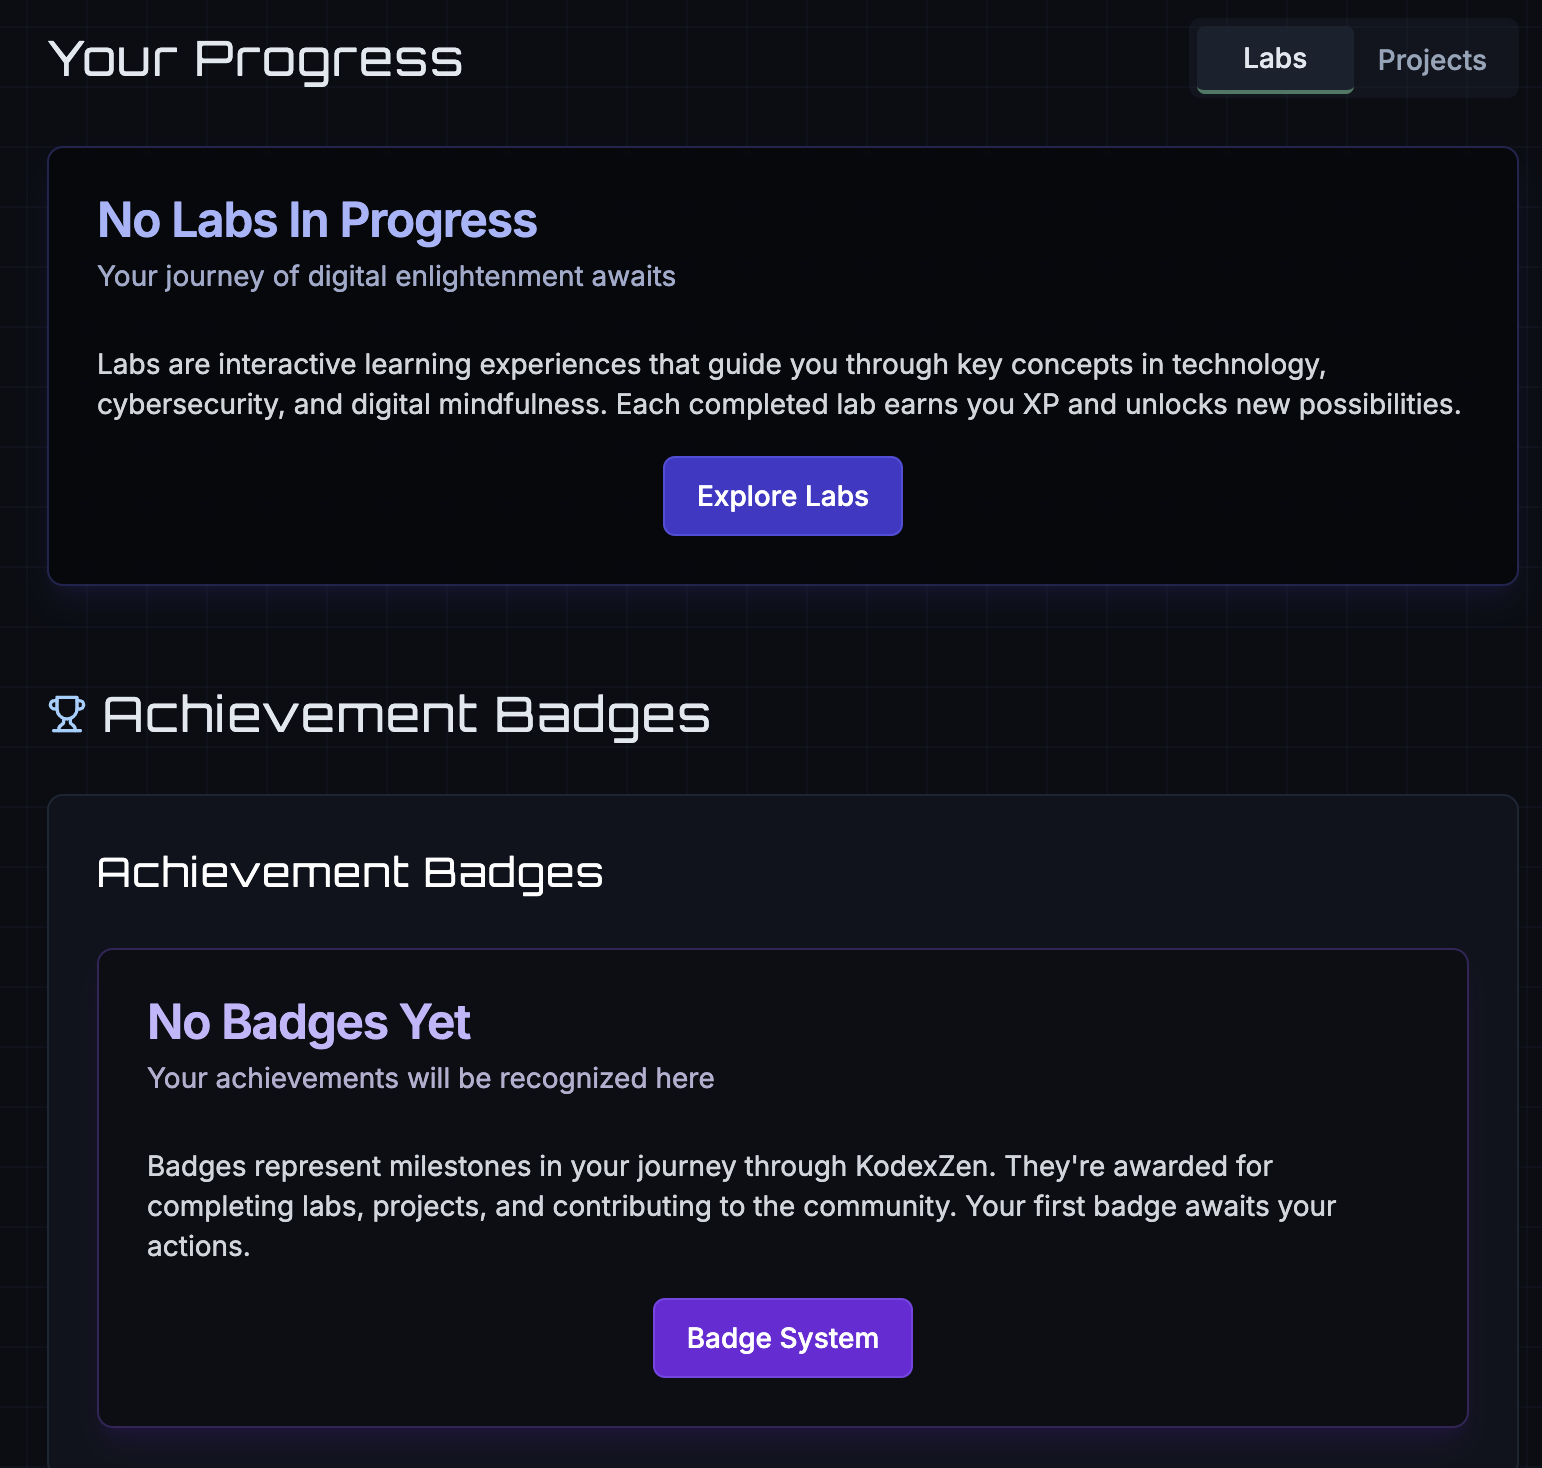 Your Progress
Labs
Projects
No Labs In Progress
Your journey of digital enlightenment awaits
Labs are interactive learning experiences that guide you through key concepts in technology,
cybersecurity, and digital mindfulness. Each completed lab earns you XP and unlocks new possibilities.
Explore Labs
Achievement Badges
Achievement Badges
No Badges Yet
Your achievements will be recognized here
Badges represent milestones in your journey through KodexZen. They're awarded for
completing labs, projects, and contributing to the community. Your first badge awaits your
actions.
Badge System